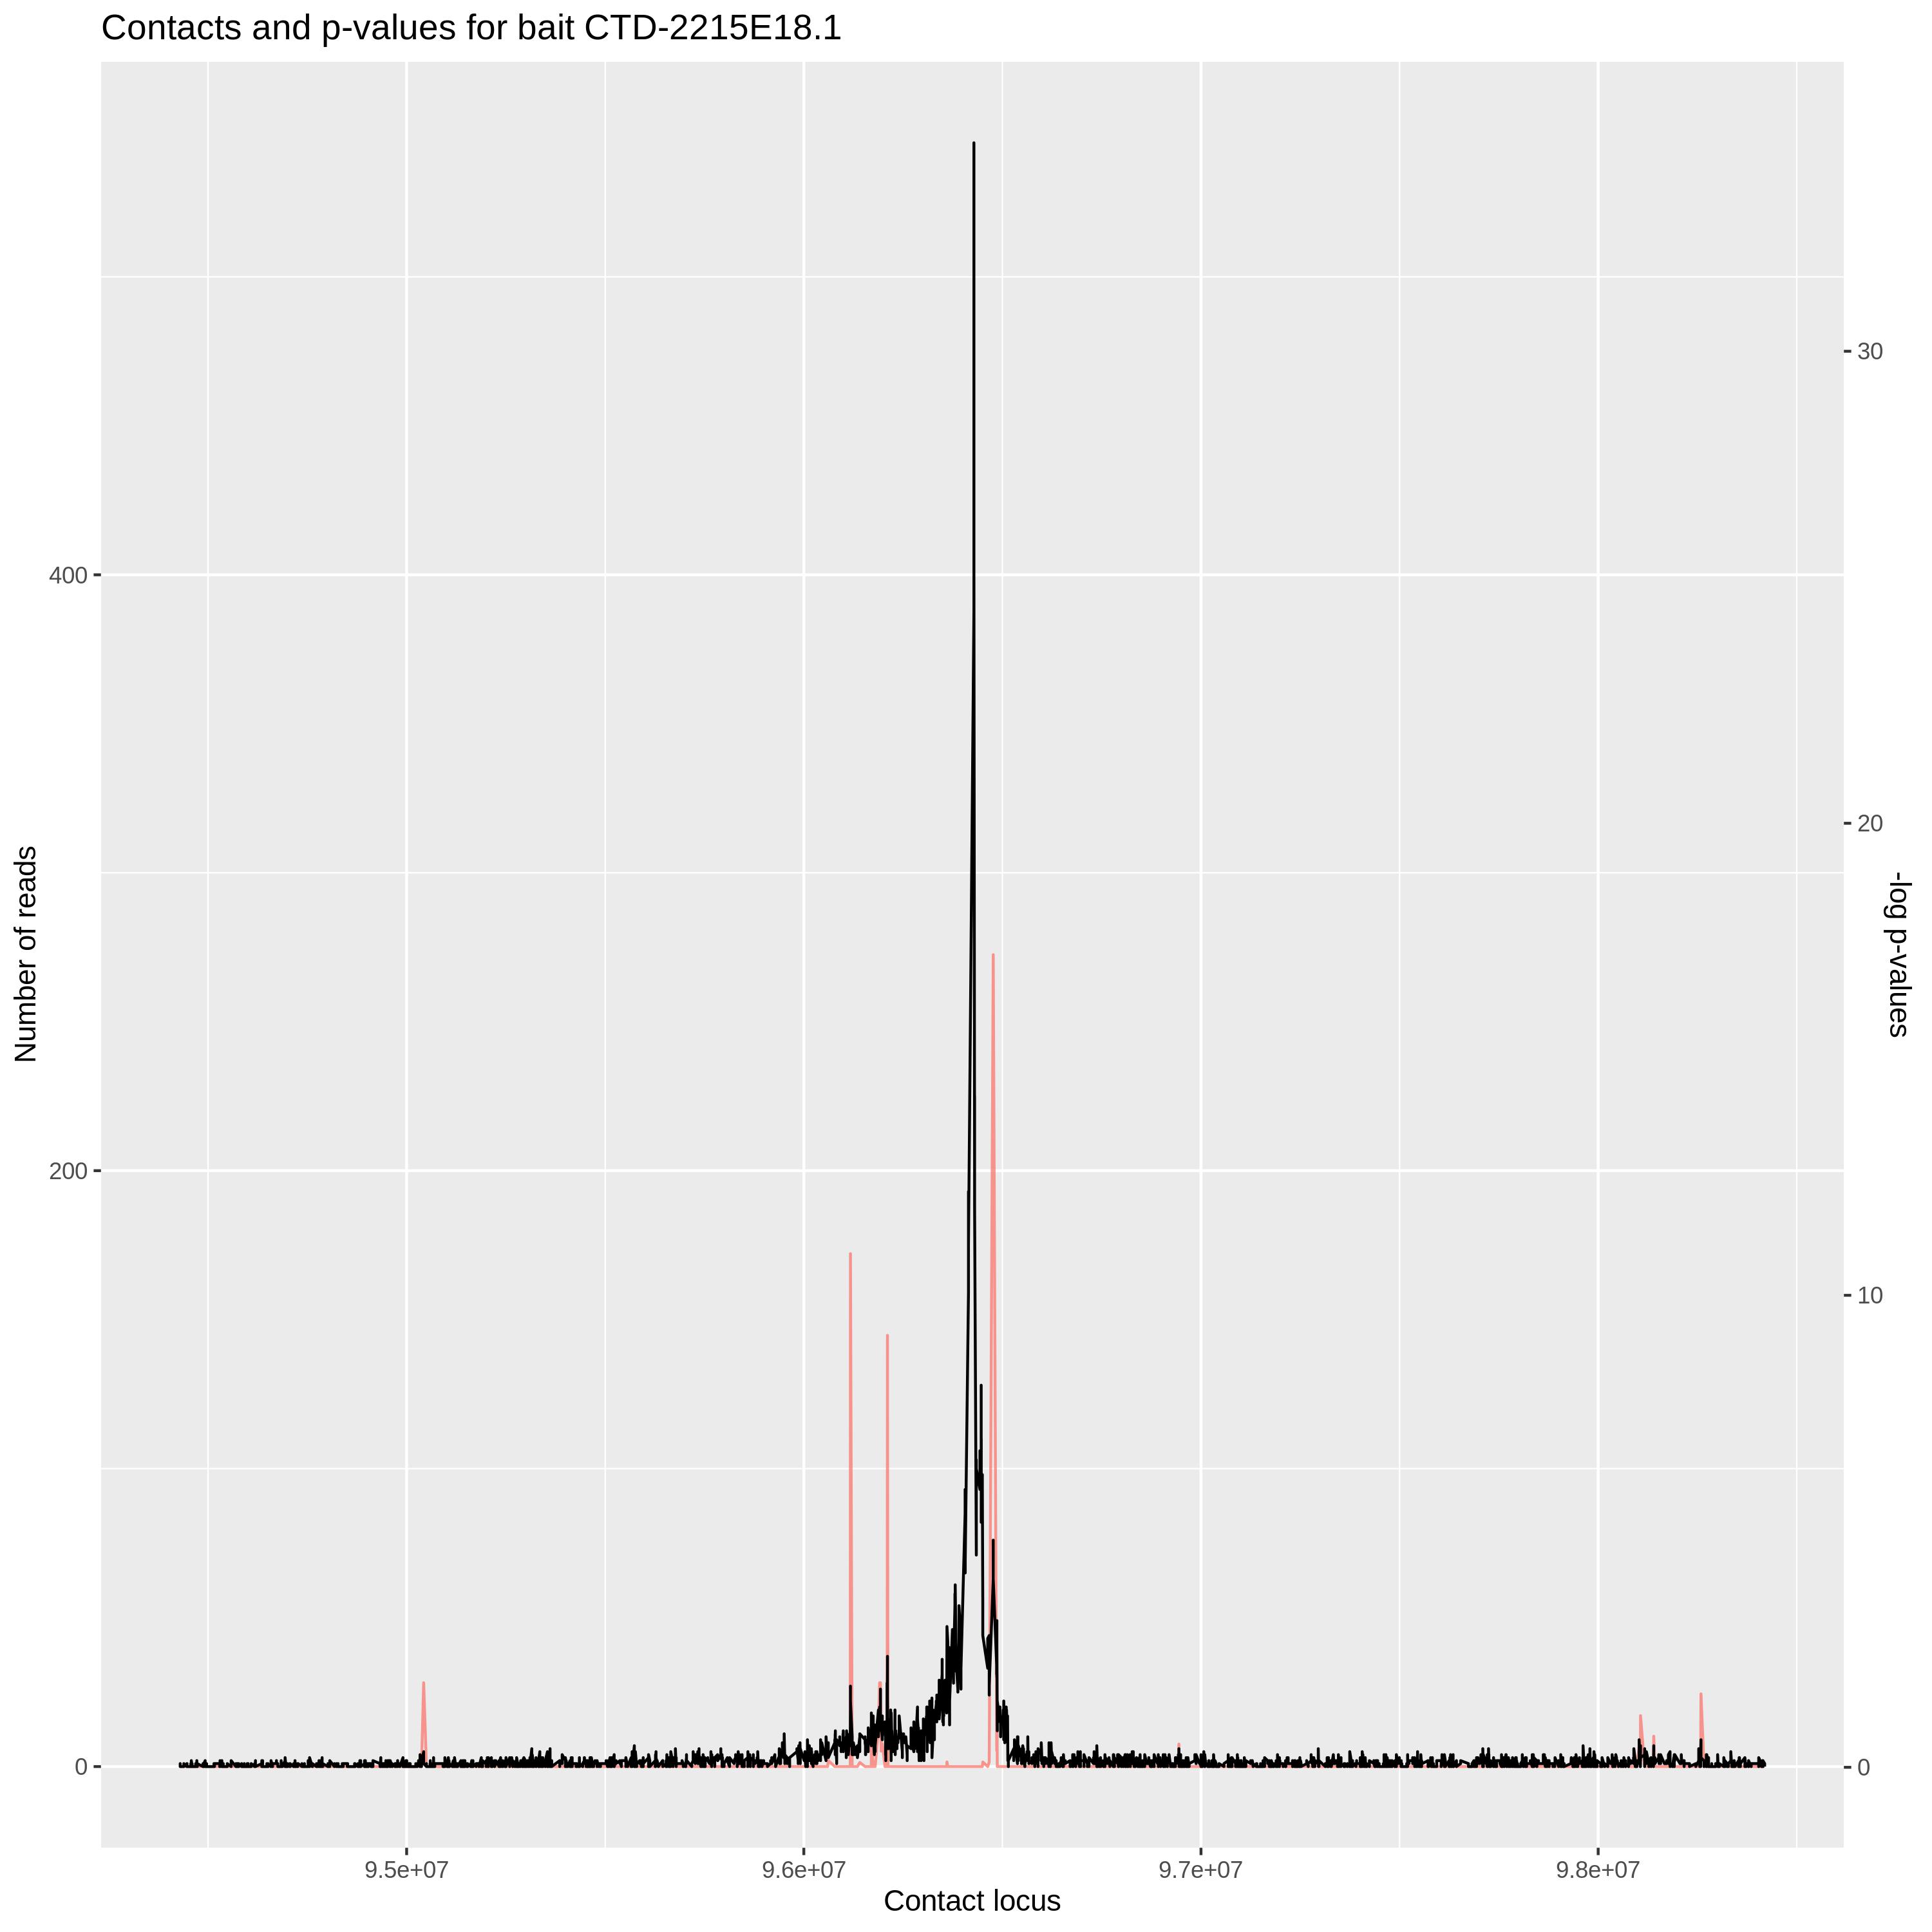 Contacts and p-values for bait CTD-2215E18.1
Number of reads
400
200
0
30
20
10
0
-log p-values
9.5e+07
9.6e+07
9.7e+07
9.8e+07
Contact locus